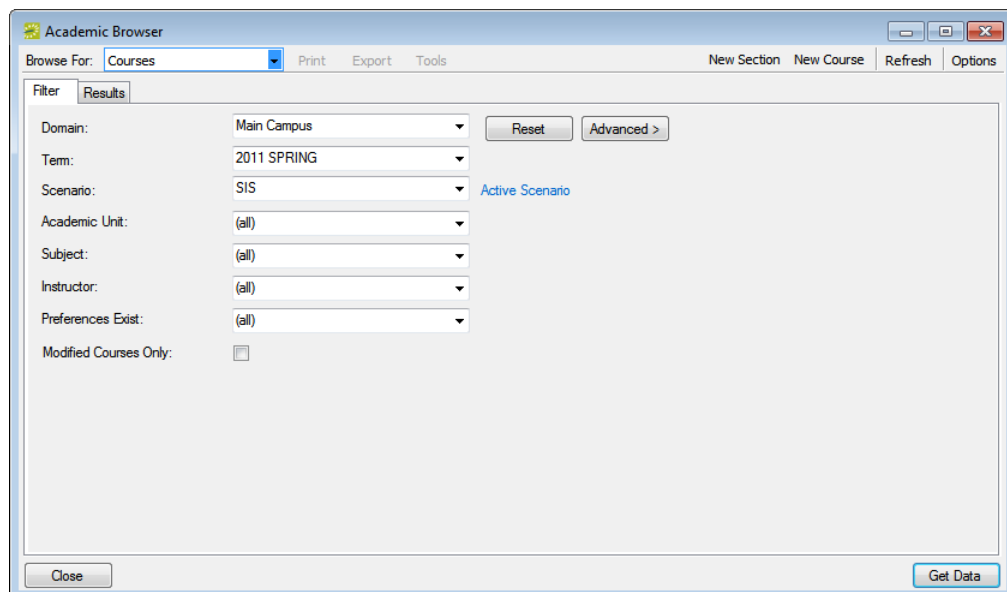 Academic Browser
Browse For: Courses Print Export Tools New Section New Course Refresh Options
Filter Results
Domain: Main Campus Reset Advanced >
Term: 2011 SPRING
Scenario: SIS Active Scenario
Academic Unit: (all)
Subject: (all)
Instructor: (all)
Preferences Exist: (all)
Modified Courses Only:
Close Get Data